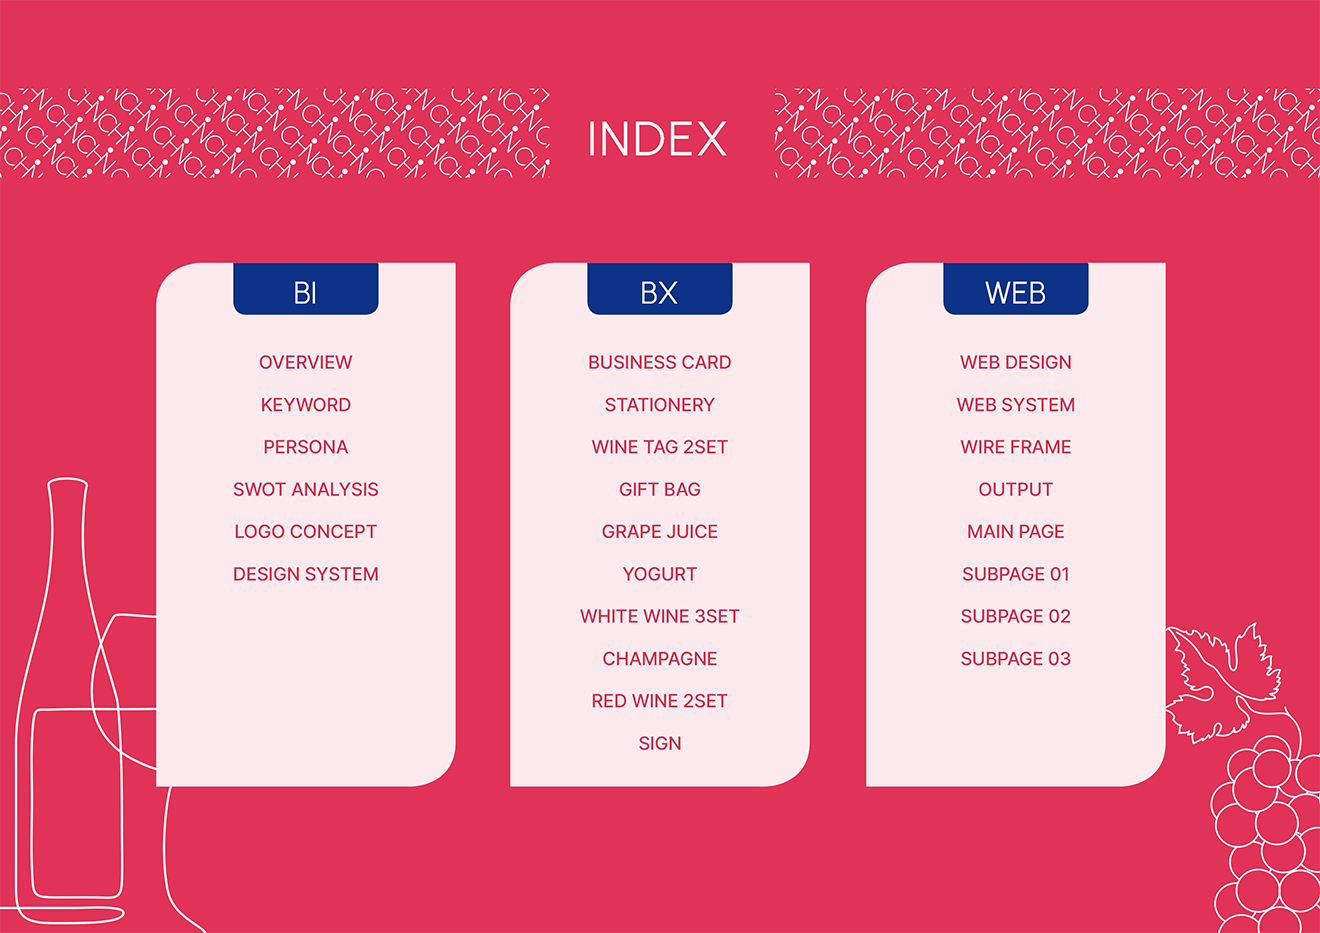 INDEX
BI
OVERVIEW
KEYWORD
PERSONA
SWOT ANALYSIS
LOGO CONCEPT
DESIGN SYSTEM
BX
BUSINESS CARD
STATIONERY
WINE TAG 2SET
GIFT BAG
GRAPE JUICE
YOGURT
WHITE WINE 3SET
CHAMPAGNE
RED WINE 2SET
SIGN
WEB
WEB DESIGN
WEB SYSTEM
WIRE FRAME
OUTPUT
MAIN PAGE
SUBPAGE 01
SUBPAGE 02
SUBPAGE 03